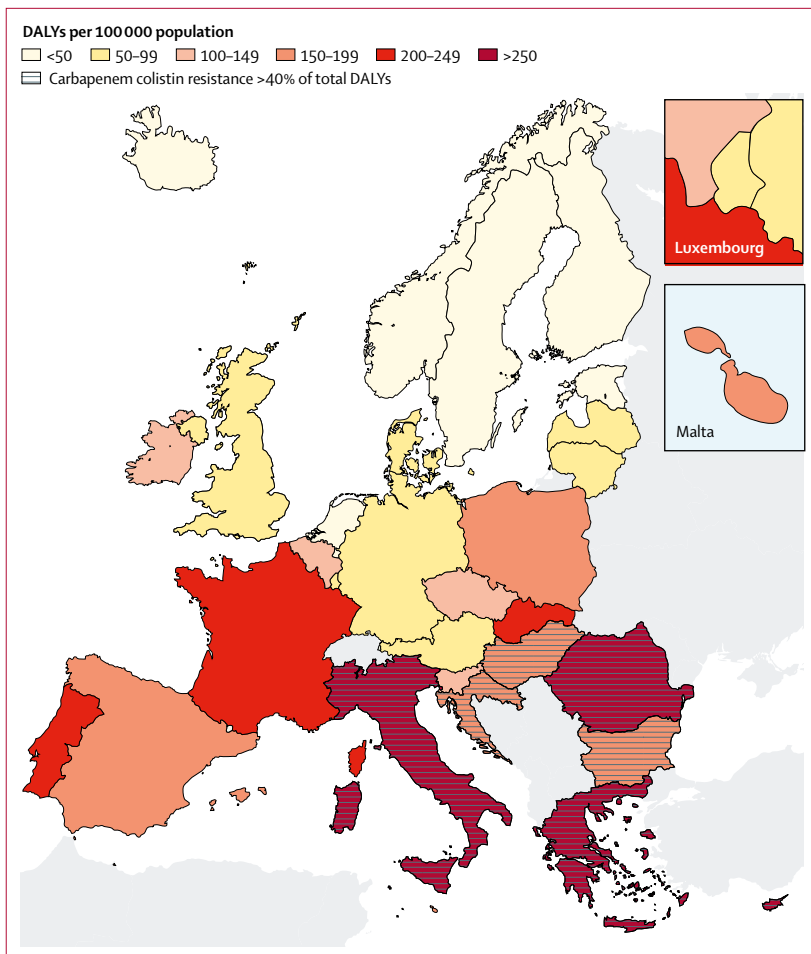 DALYs per 100 000 population
<50 50–99 100–149 150–199 200–249 >250
Carbapenem colistin resistance >40% of total DALYs
Luxembourg
Malta